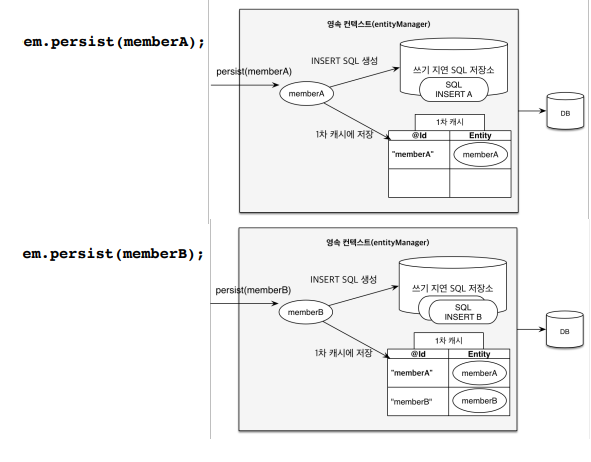 em.persist(memberA);
영속 컨텍스트(entityManager)
persist(memberA)
INSERT SQL 생성
쓰기 지연 SQL 저장소
SQL
INSERT A
memberA
1차 캐시에 저장
1차 캐시
@Id Entity
"memberA" memberA
DB
em.persist(memberB);
영속 컨텍스트(entityManager)
persist(memberB)
INSERT SQL 생성
쓰기 지연 SQL 저장소
SQL
INSERT B
memberB
1차 캐시에 저장
1차 캐시
@Id Entity
"memberA" memberA
"memberB" memberB
DB